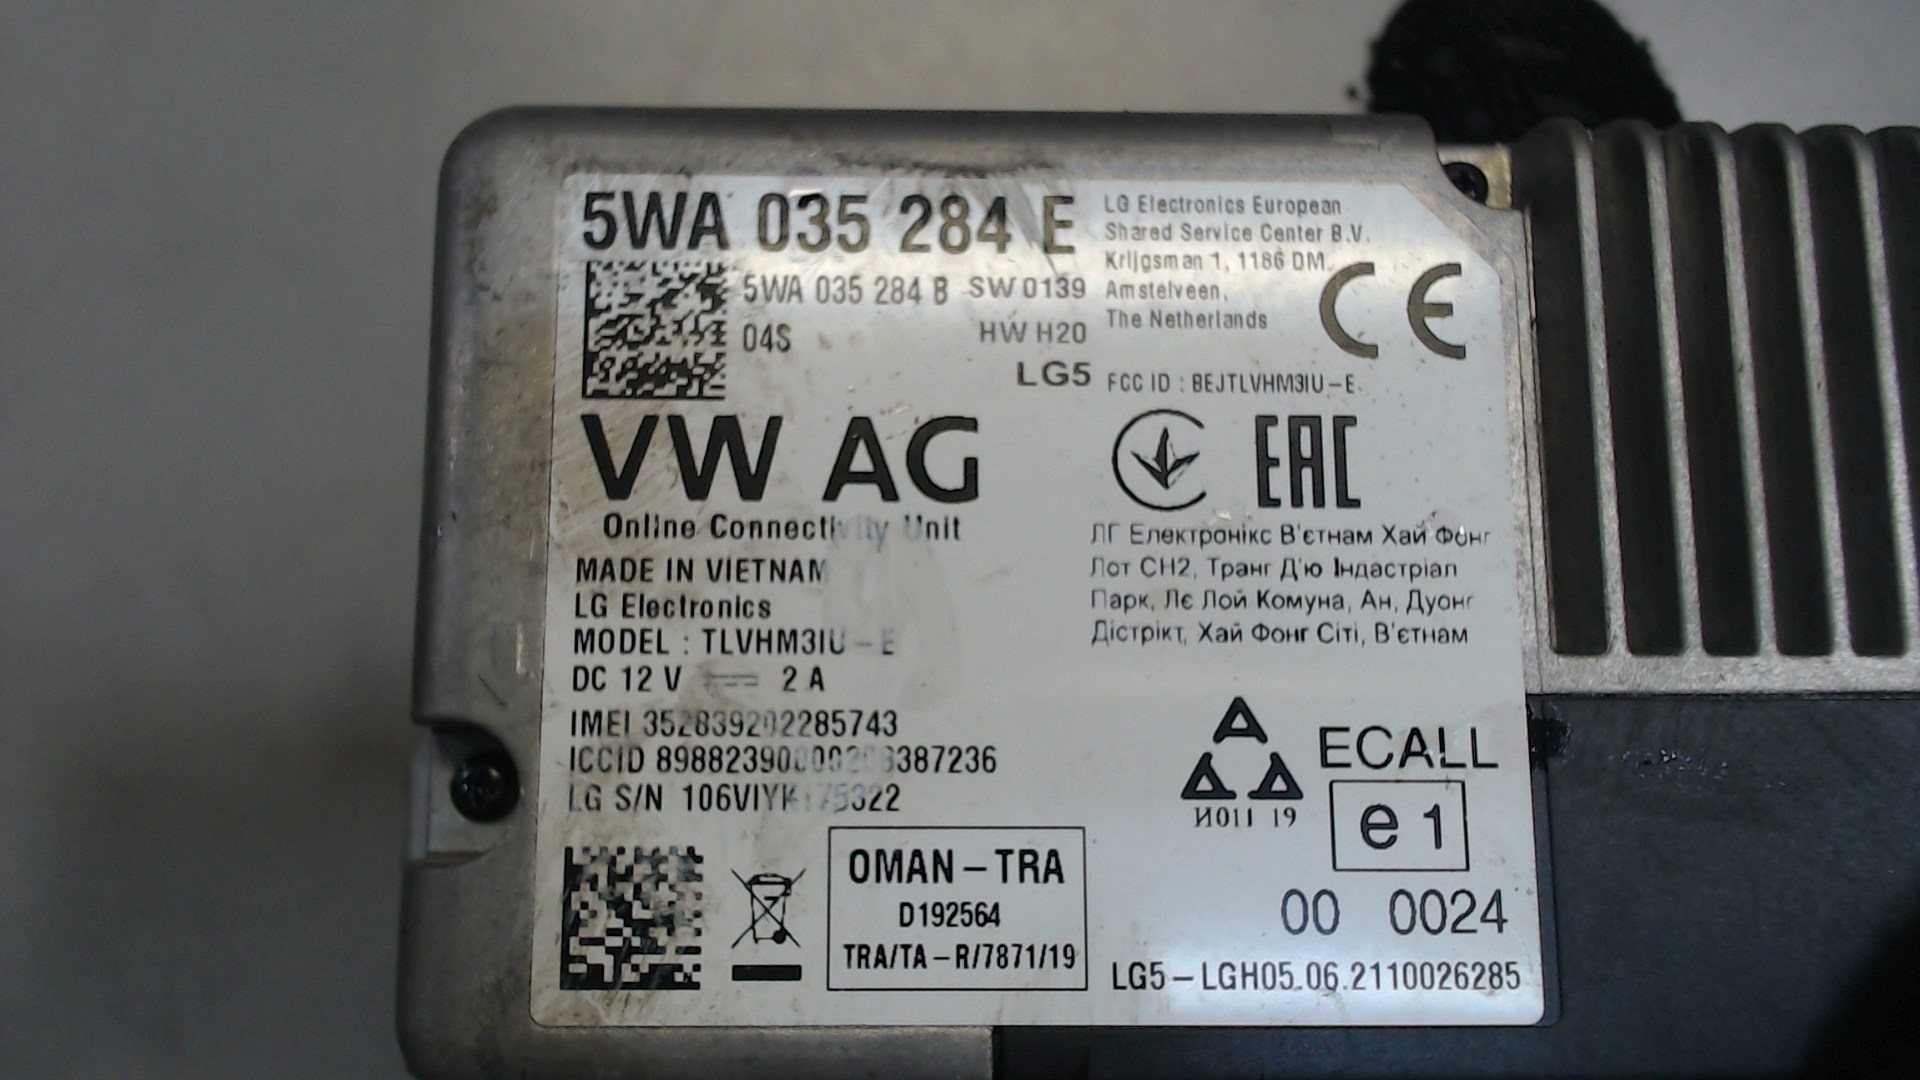 5WA 035 284 E
5WA 035 284 B SW 0139
04S HW H20
LG5
LG Electronics European
Shared Service Center B.V.
Krijgsman 1, 1186 DM
Amstelveen,
The Netherlands
CE
FCC ID : BEJTLVHM3IU-E
VW AG
Online Connectivity Unit
MADE IN VIETNAM
LG Electronics
MODEL : TLVHM3IU-E
DC 12 V 2 A
IMEI 352839202285743
ICCID
LG S/N
EAC
ЛГ Електронікс В'єтнам Хай Фонг
Лот СН2, Транг Д'ю Індастріал
Парк, Лє Лой Комуна, Ан, Дуонг
Дістрікт, Хай Фонг Сіті, В'єтнам
ECALL
И011 19
e1
00 0024
OMAN-TRA
D192564
TRA/TA-R/7871/19
LG5-LGH05.06.2110026285